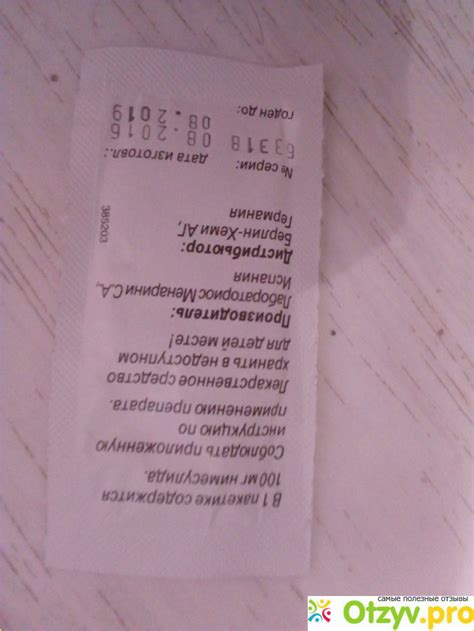 В 1 пакетике содержится
100 мг нимесулида.
Соблюдать приложенную
инструкцию по
применению препарата.
Лекарственное средство
хранить в недоступном
для детей месте!
Производитель:
Лабораториос Менарини С.А.,
Испания
Дистрибьютор:
Берлин-Хеми АГ,
Германия
385203
№ серии: дата изготовл.:
63318 08.2016
годен до:
08.2019
самые полезные отзывы
Otzyv.pro